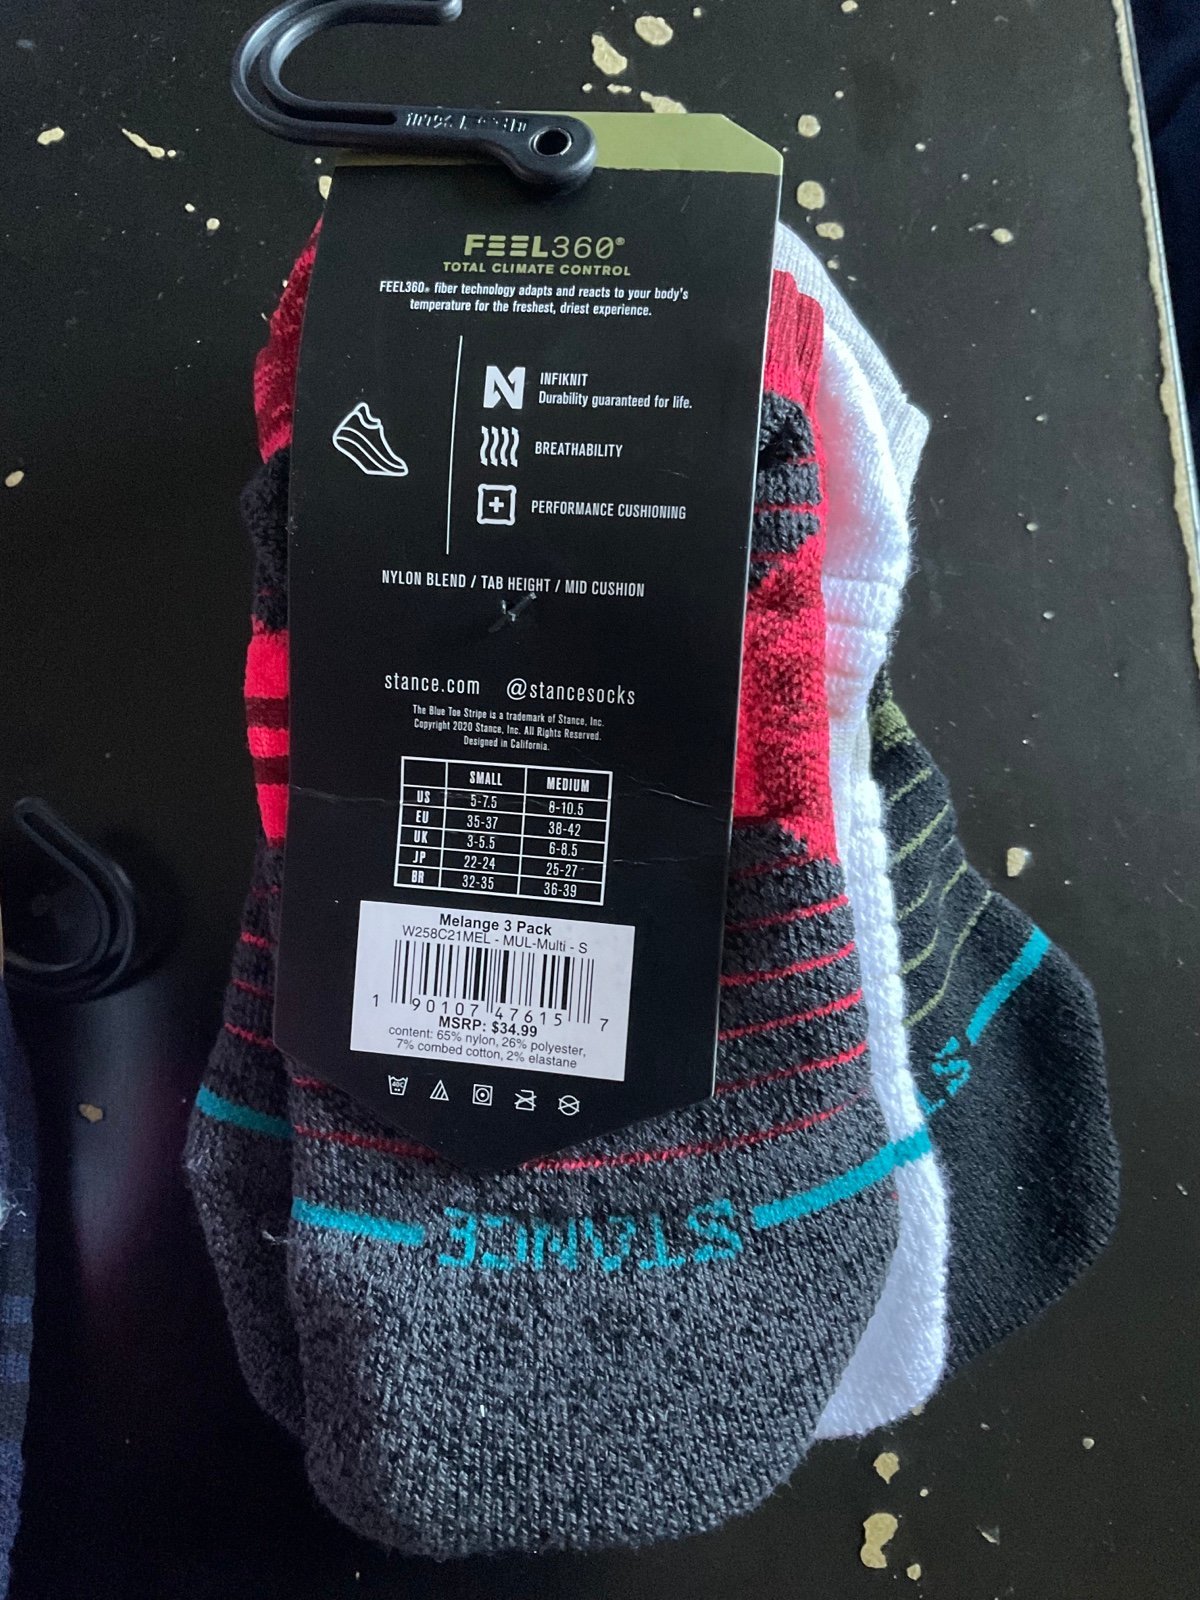 FEEL360®
TOTAL CLIMATE CONTROL
FEEL360® fiber technology adapts and reacts to your body's
temperature for the freshest, driest experience.
INFIKNIT
Durability guaranteed for life.
BREATHABILITY
PERFORMANCE CUSHIONING
NYLON BLEND / TAB HEIGHT / MID CUSHION
stance.com @stancesocks
The Blue Toe Stripe is a trademark of Stance, Inc.
Copyright 2020 Stance, Inc. All Rights Reserved.
Designed in California.
SMALL MEDIUM
US 5-7.5 8-10.5
EU 35-37 38-42
UK 3-5.5 6-8.5
JP 22-24 25-27
BR 32-35 36-39
Melange 3 Pack
W258C21MEL - MUL-Multi - S
1 90107 47615 7
MSRP: $34.99
content: 65% nylon, 26% polyester,
7% combed cotton, 2% elastane
40C
STANCE